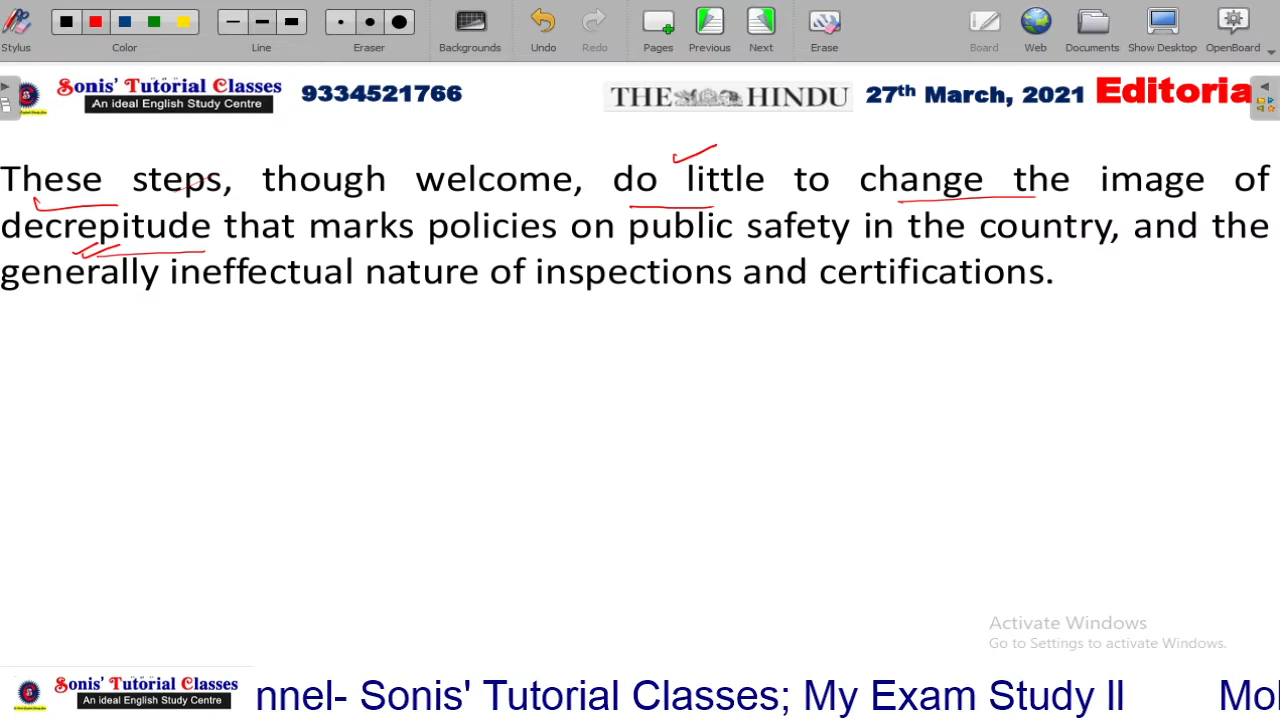 Stylus
Color
Line
Eraser
Backgrounds
Undo
Redo
Pages
Previous
Next
Erase
Board
Web
Documents
Show Desktop
OpenBoard
Sonis' Tutorial Classes
An ideal English Study Centre
9334521766
THE HINDU
27th March, 2021
Editoria
These steps, though welcome, do little to change the image of
decrepitude that marks policies on public safety in the country, and the
generally ineffectual nature of inspections and certifications.
Activate Windows
Go to Settings to activate Windows.
Sonis' Tutorial Classes
An ideal English Study Centre
nnel- Sonis' Tutorial Classes; My Exam Study II Mol